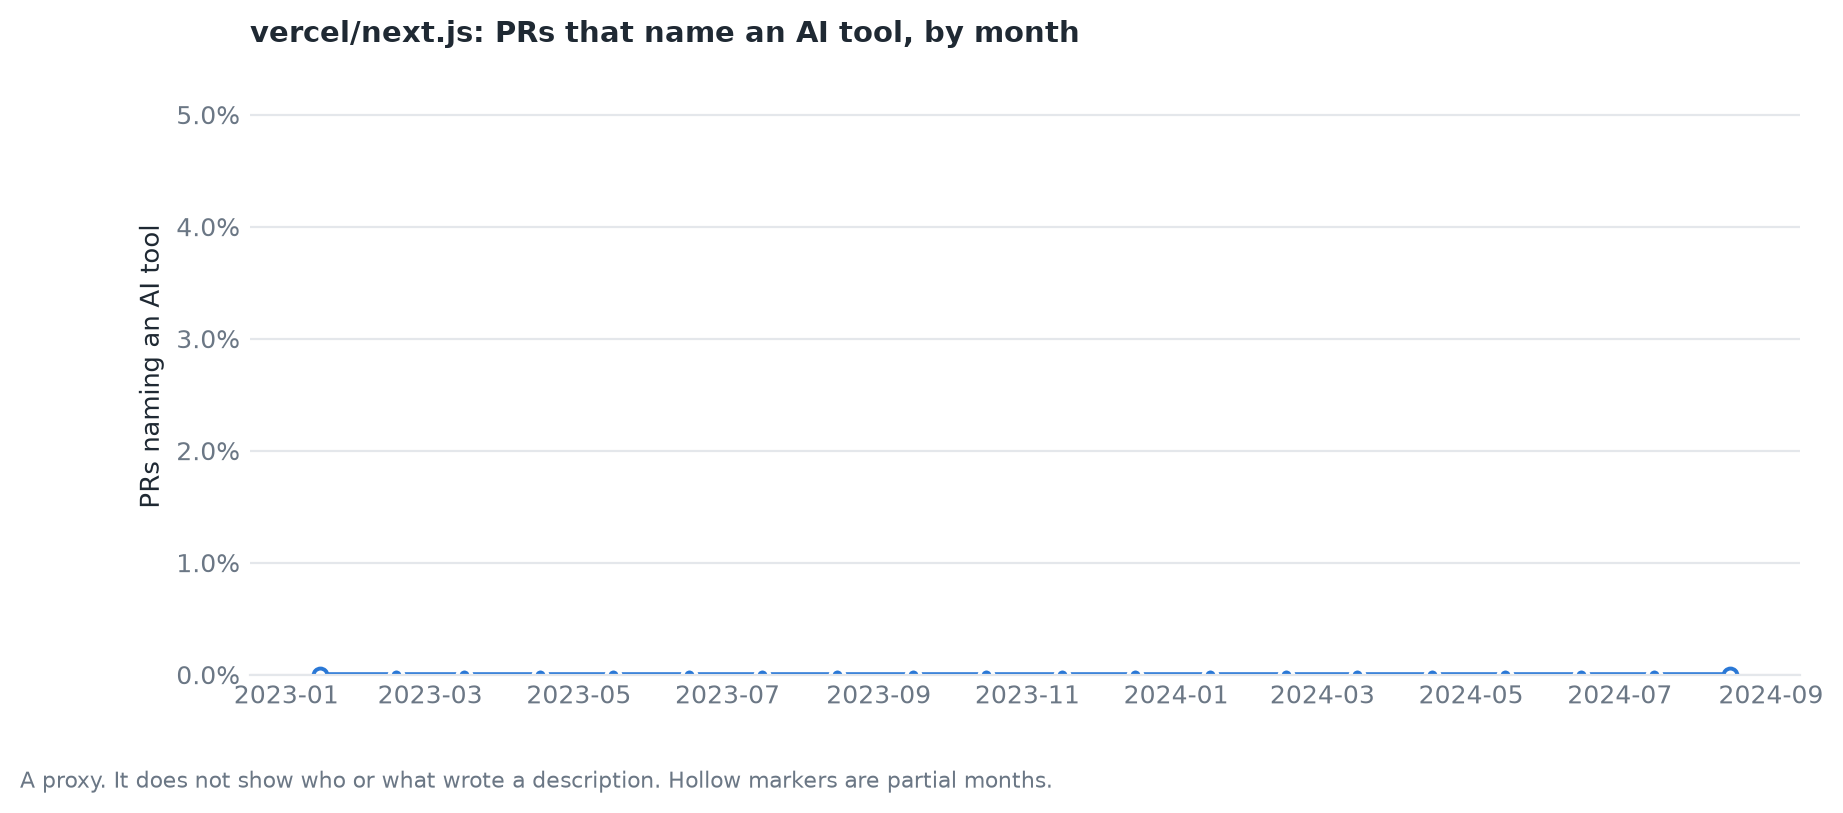 vercel/next.js: PRs that name an AI tool, by month
PRs naming an AI tool
5.0%
4.0%
3.0%
2.0%
1.0%
0.0%
2023-01 2023-03 2023-05 2023-07 2023-09 2023-11 2024-01 2024-03 2024-05 2024-07 2024-09
A proxy. It does not show who or what wrote a description. Hollow markers are partial months.